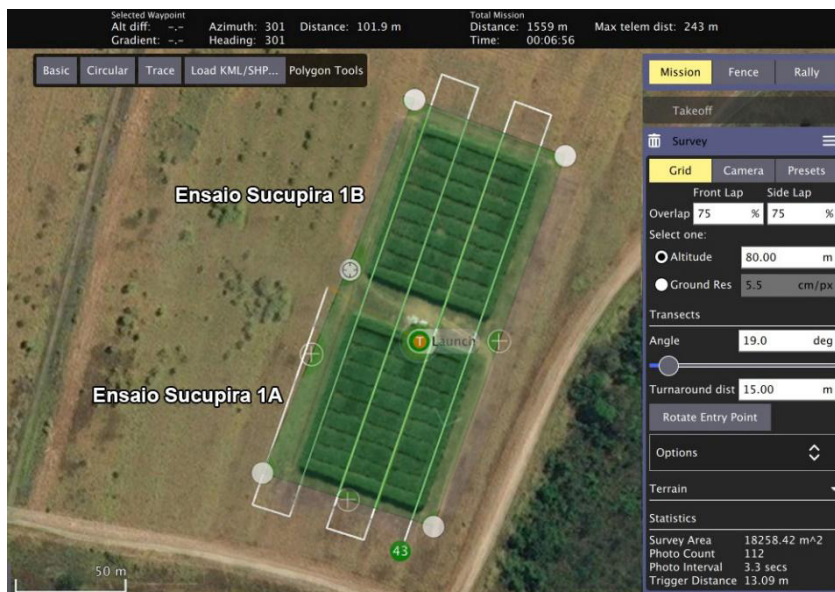 Selected Waypoint
Alt diff: -.- Azimuth: 301 Distance: 101.9 m
Gradient: -.- Heading: 301
Total Mission
Distance: 1559 m Max telem dist: 243 m
Time: 00:06:56
Basic Circular Trace Load KML/SHP... Polygon Tools
Mission Fence Rally
Takeoff
Survey
Grid Camera Presets
Front Lap Side Lap
Overlap 75 % 75 %
Select one:
Altitude 80.00 m
Ground Res 5.5 cm/px
Transects
Angle 19.0 deg
Turnaround dist 15.00 m
Rotate Entry Point
Options
Terrain
Statistics
Survey Area 18258.42 m^2
Photo Count 112
Photo Interval 3.3 secs
Trigger Distance 13.09 m
Ensaio Sucupira 1B
T Launch
Ensaio Sucupira 1A
43
50 m